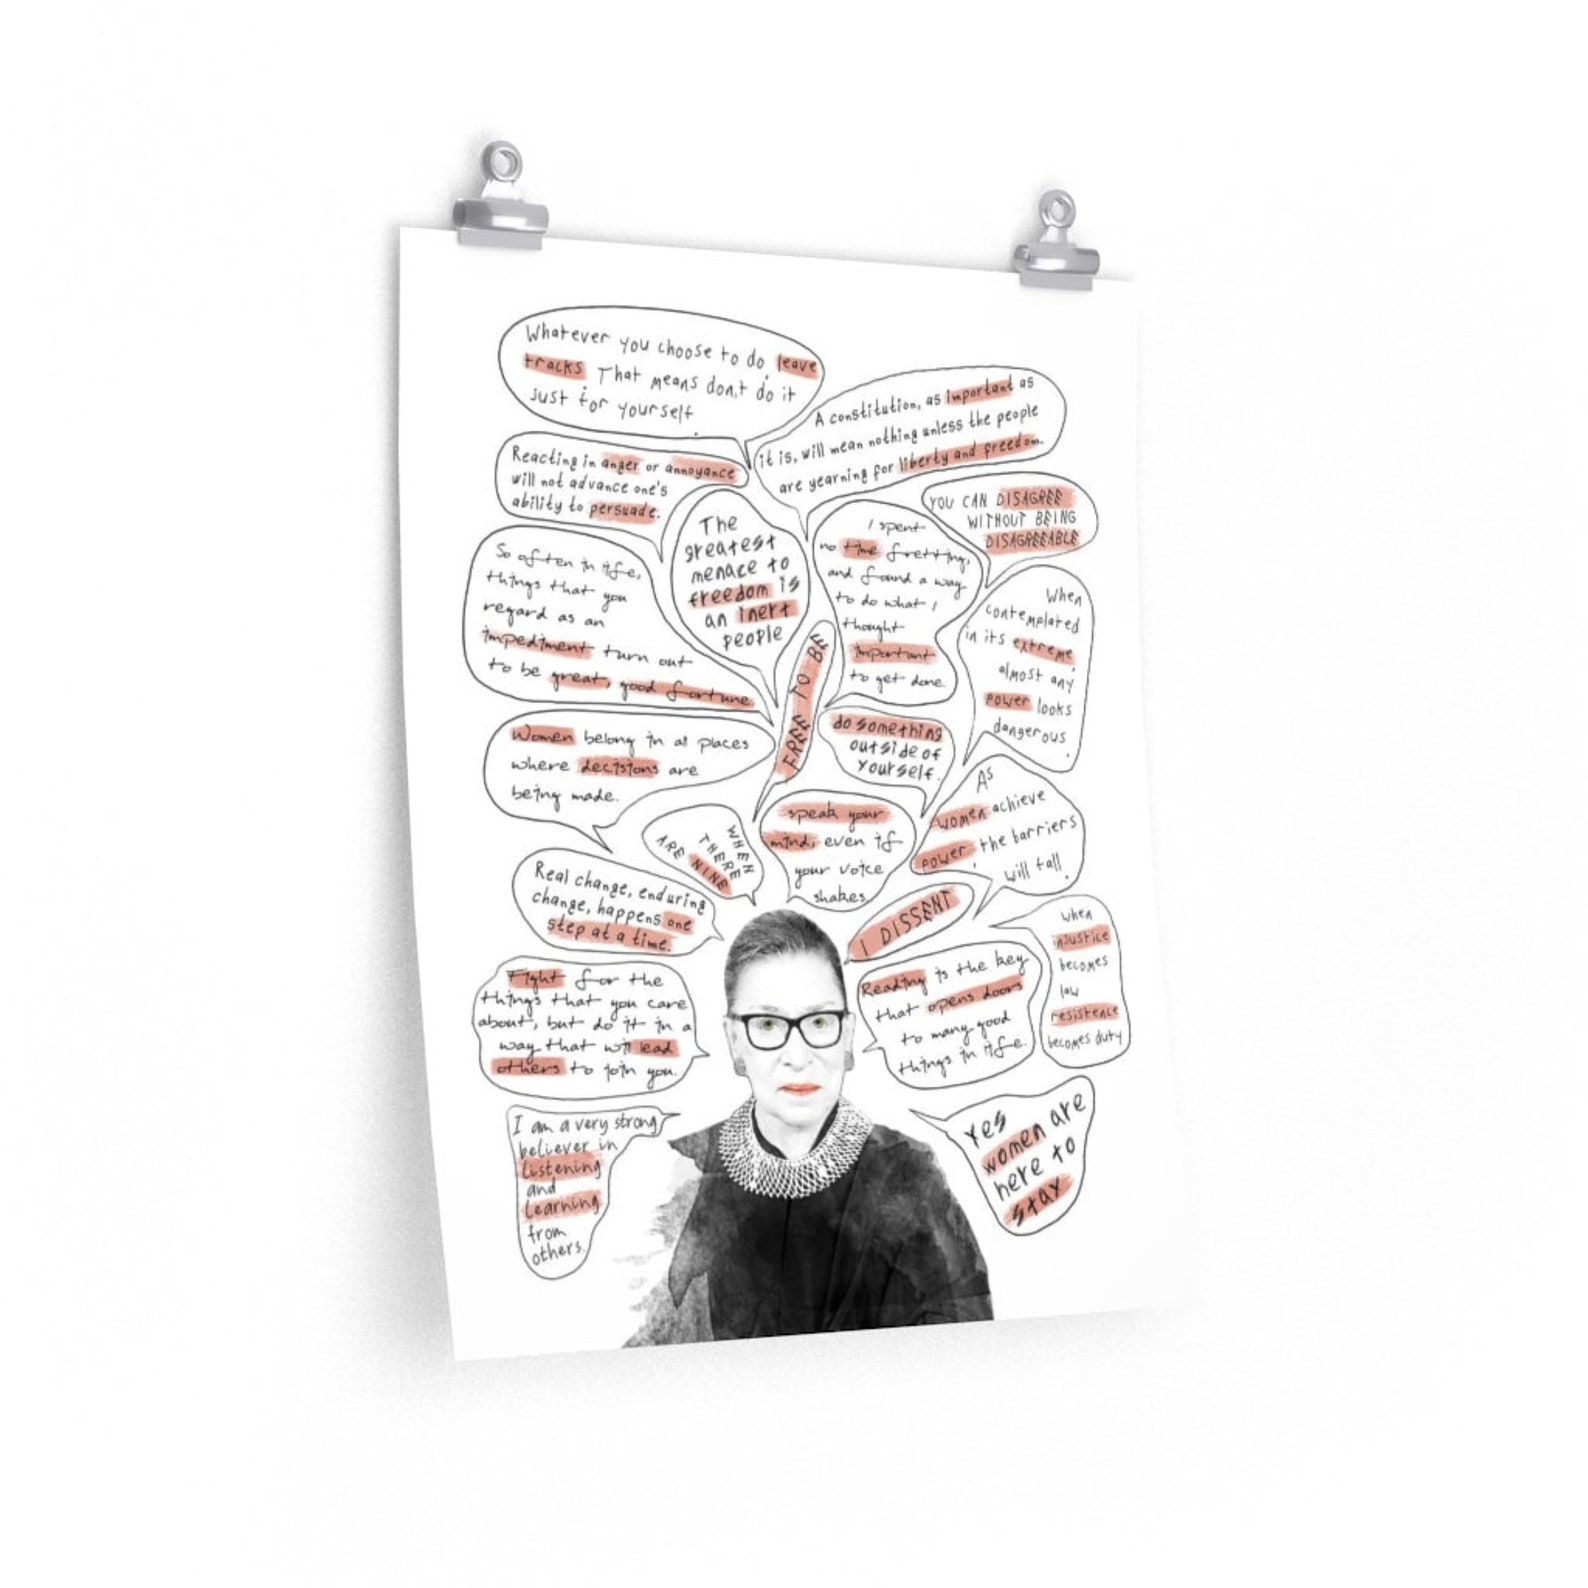 Whatever you choose to do, leave
tracks. That means don't do it
just for yourself.
A constitution, as important as
it is, will mean nothing unless the people
are yearning for liberty and freedom.
Reacting in anger or annoyance
will not advance one's
ability to persuade.
YOU CAN DISAGREE
WITHOUT BEING
DISAGREEABLE
The
greatest
menace to
freedom is
an inert
people
I spent
no time fretting,
and found a way
to do what I
thought
important
to get done.
So often in life,
things that you
regard as an
impediment turn out
to be great, good fortune.
When
contemplated
in its extreme,
almost any
power looks
dangerous.
FREE TO BE
do something
outside of
yourself.
Women belong in all places
where decisions are
being made.
As
women achieve
power, the barriers
will fall.
speak your
mind, even if
your voice
shakes.
WHEN
THERE
ARE NINE
Real change, enduring
change, happens one
step at a time.
I DISSENT
when
injustice
becomes
law
resistence
becomes duty
Reading is the key
that opens doors
to many good
things in life.
Fight for the
things that you care
about, but do it in a
way that will lead
others to join you.
I am a very strong
believer in
listening
and
learning
from
others.
Yes
women are
here to
stay